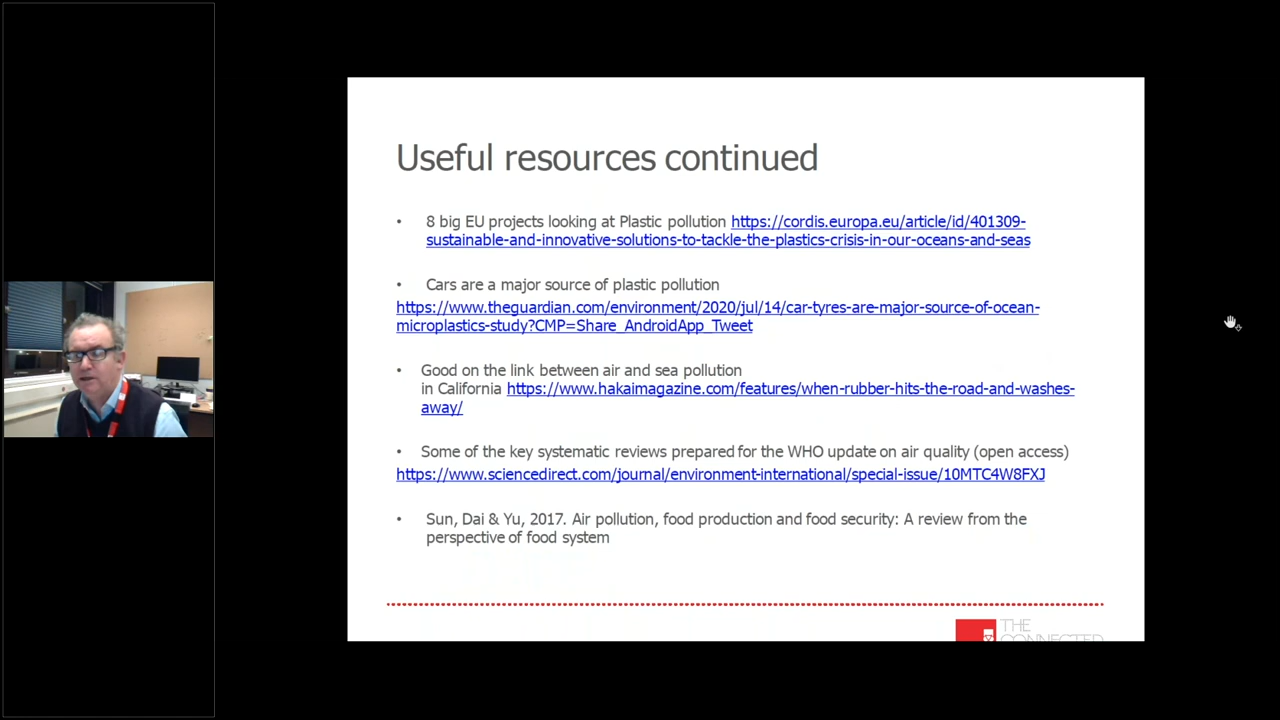 Useful resources continued
• 8 big EU projects looking at Plastic pollution https://cordis.europa.eu/article/id/401309-
sustainable-and-innovative-solutions-to-tackle-the-plastics-crisis-in-our-oceans-and-seas
• Cars are a major source of plastic pollution
https://www.theguardian.com/environment/2020/jul/14/car-tyres-are-major-source-of-ocean-
microplastics-study?CMP=Share_AndroidApp_Tweet
• Good on the link between air and sea pollution
in California https://www.hakaimagazine.com/features/when-rubber-hits-the-road-and-washes-
away/
• Some of the key systematic reviews prepared for the WHO update on air quality (open access)
https://www.sciencedirect.com/journal/environment-international/special-issue/10MTC4W8FXJ
• Sun, Dai & Yu, 2017. Air pollution, food production and food security: A review from the
perspective of food system
THE
CONNECTED